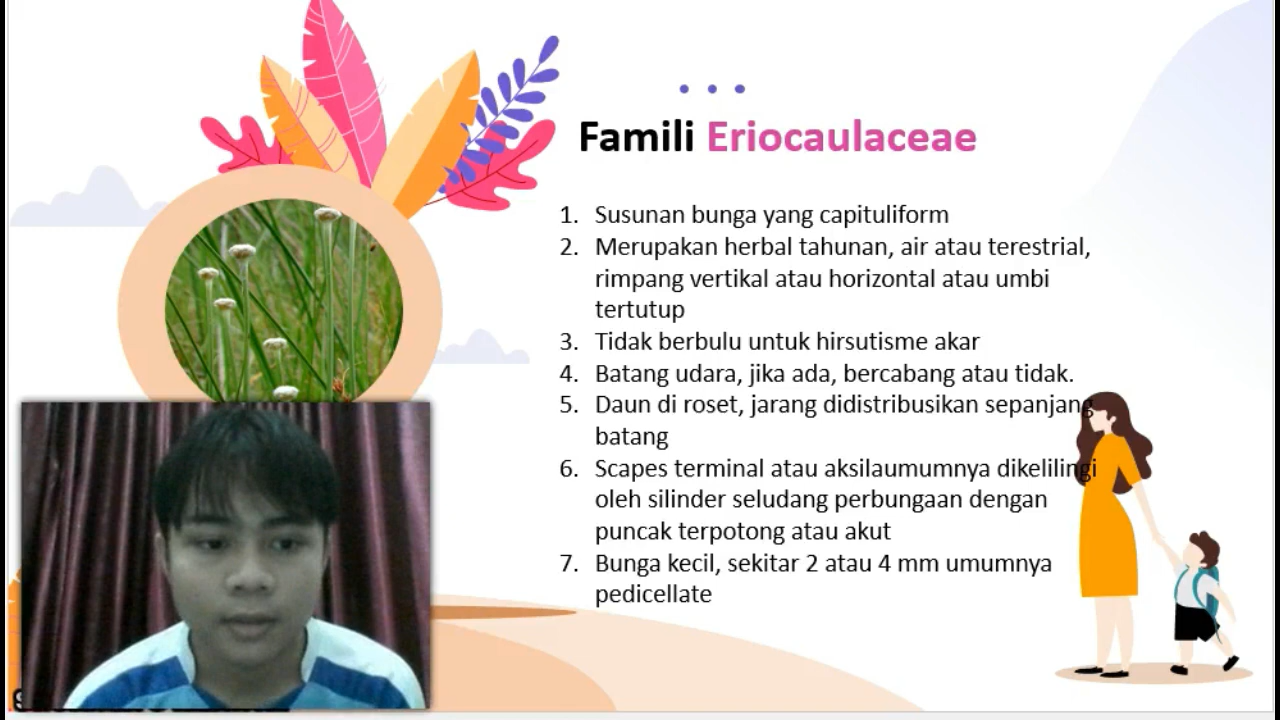 Famili Eriocaulaceae
1. Susunan bunga yang capituliform
2. Merupakan herbal tahunan, air atau terestrial,
rimpang vertikal atau horizontal atau umbi
tertutup
3. Tidak berbulu untuk hirsutisme akar
4. Batang udara, jika ada, bercabang atau tidak.
5. Daun di roset, jarang didistribusikan sepanjang
batang
6. Scapes terminal atau aksilaumumnya dikelilingi
oleh silinder seludang perbungaan dengan
puncak terpotong atau akut
7. Bunga kecil, sekitar 2 atau 4 mm umumnya
pedicellate